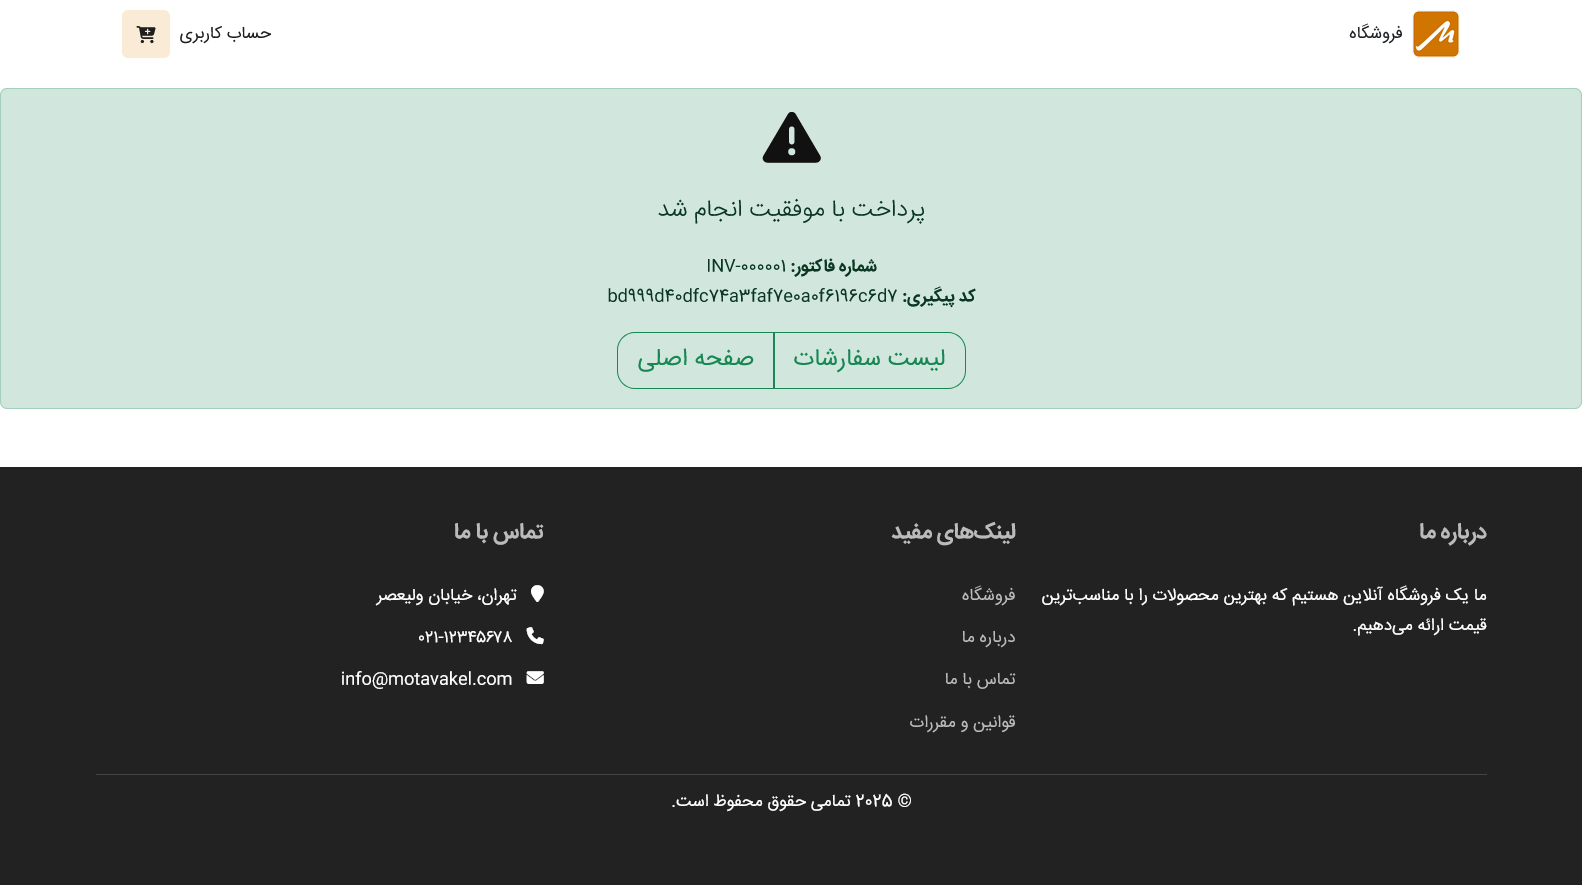 فروشگاه
حساب کاربری
پرداخت با موفقیت انجام شد
شماره فاکتور: INV-۰۰۰۰۰۱
کد پیگیری: bd۹۹۹d۴۰dfc۷۴a۳faf۷e۰a۰f۶۱۹۶c۶d۷
لیست سفارشات
صفحه اصلی
درباره ما
ما یک فروشگاه آنلاین هستیم که بهترین محصولات را با مناسب‌ترین
قیمت ارائه می‌دهیم.
لینک‌های مفید
فروشگاه
درباره ما
تماس با ما
قوانین و مقررات
تماس با ما
تهران، خیابان ولیعصر
۰۲۱-۱۲۳۴۵۶۷۸
info@motavakel.com
© ۲۰۲۵ تمامی حقوق محفوظ است.